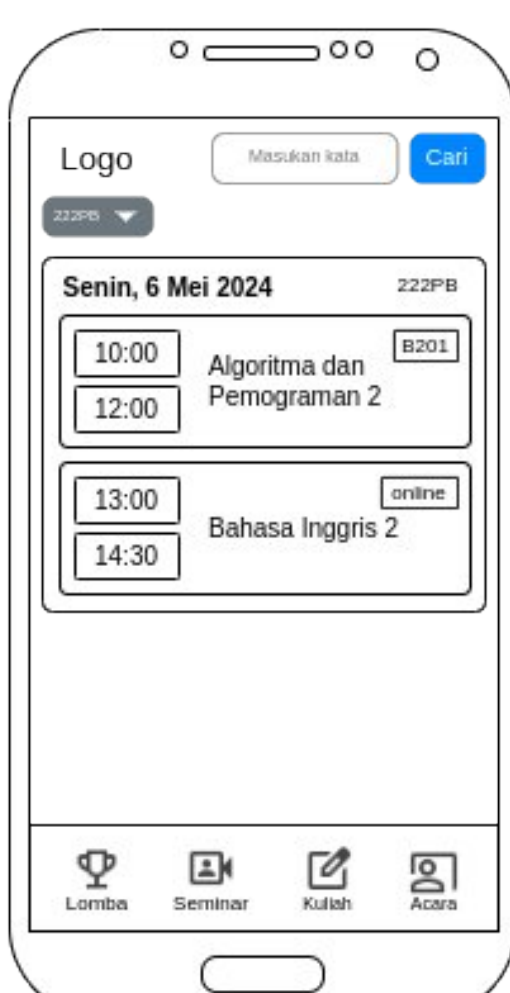 Logo
Masukan kata
Cari
222PB
Senin, 6 Mei 2024
222PB
10:00
12:00
Algoritma dan
Pemograman 2
B201
13:00
14:30
Bahasa Inggris 2
online
Lomba
Seminar
Kuliah
Acara